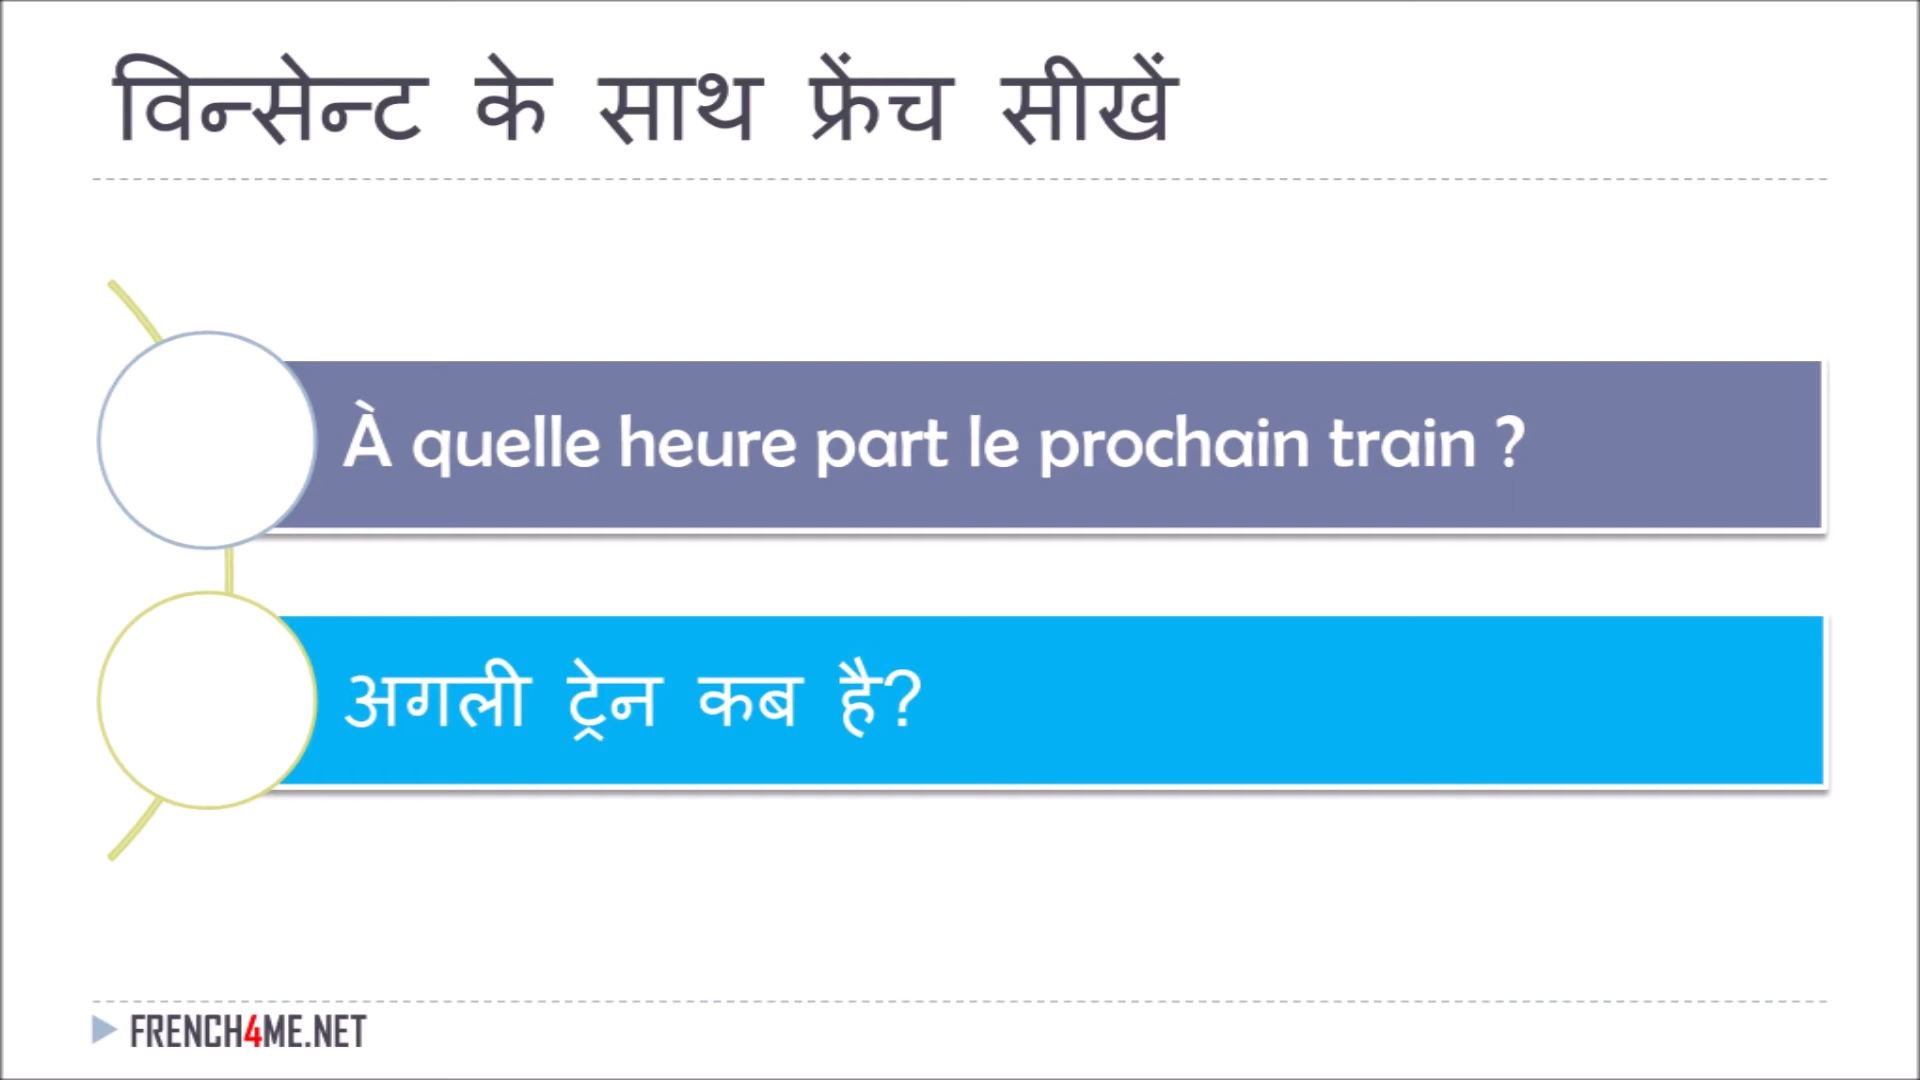 विन्सेन्ट के साथ फ्रेंच सीखें
À quelle heure part le prochain train ?
अगली ट्रेन कब है?
FRENCH4ME.NET